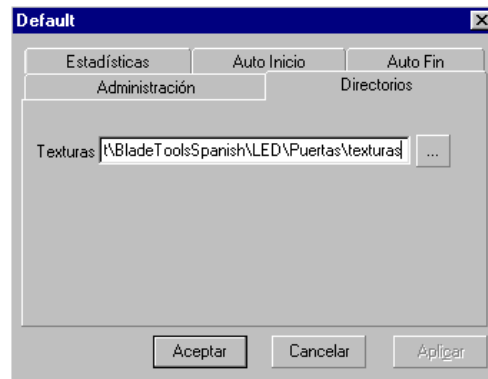 Default
Estadísticas Auto Inicio Auto Fin
Administración Directorios
Texturas t\BladeToolsSpanish\LED\Puertas\texturas ...
Aceptar Cancelar Aplicar